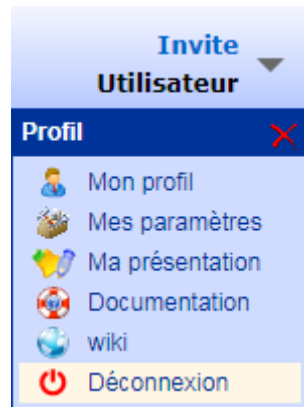 Invite
Utilisateur
Profil
Mon profil
Mes paramètres
Ma présentation
Documentation
wiki
Déconnexion